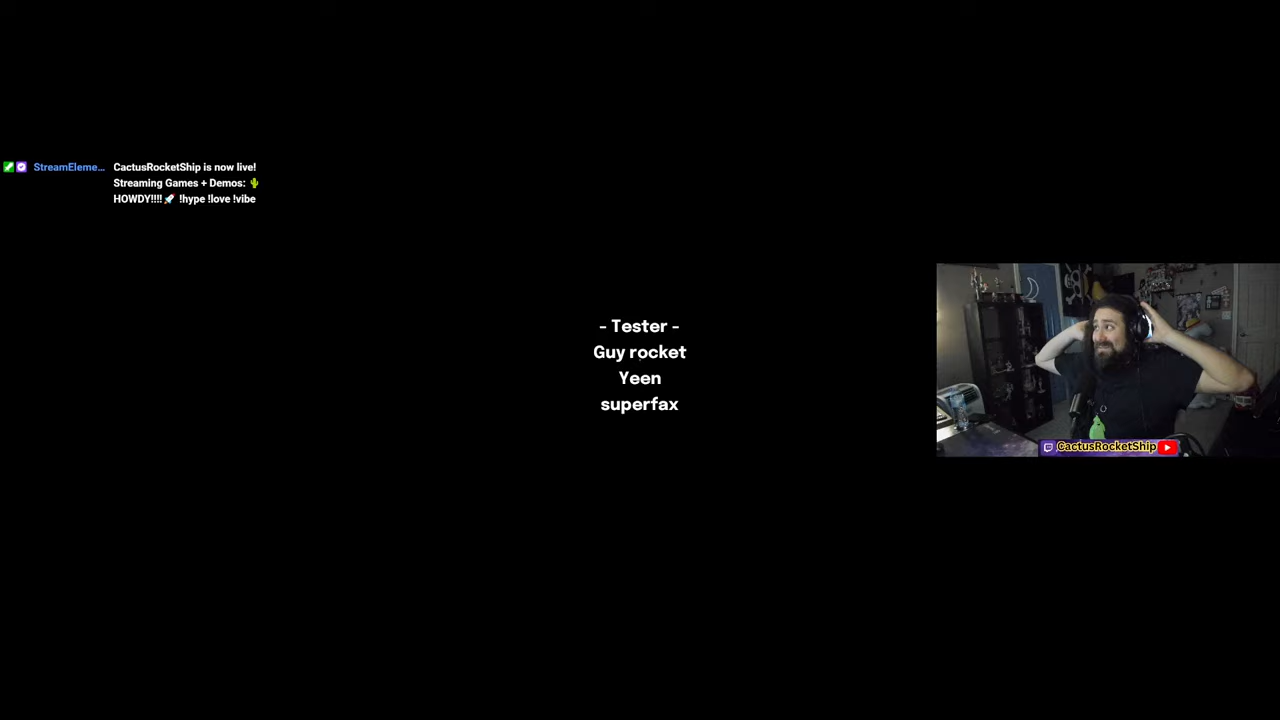 StreamEleme...
CactusRocketShip is now live!
Streaming Games + Demos: 🌵
HOWDY!!!!🚀 !hype !love !vibe
- Tester -
Guy rocket
Yeen
superfax
CactusRocketShip